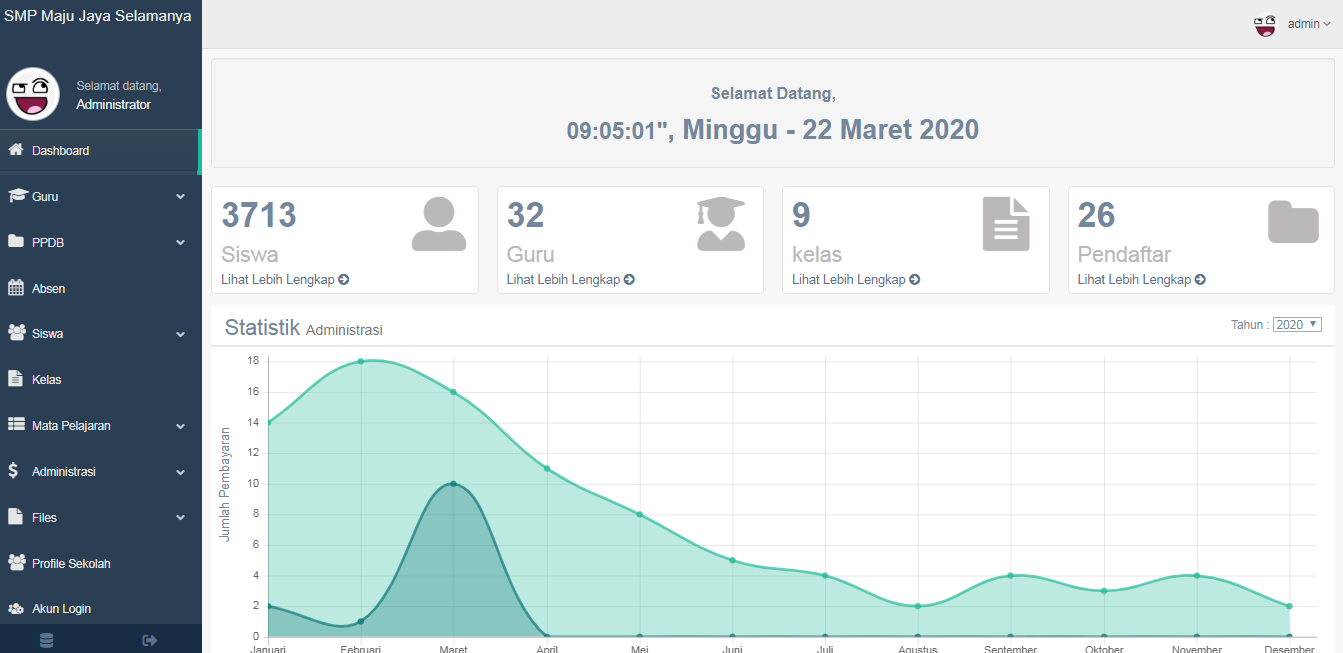 SMP Maju Jaya Selamanya
admin
Selamat datang,
Administrator
Dashboard
Guru
PPDB
Absen
Siswa
Kelas
Mata Pelajaran
Administrasi
Files
Profile Sekolah
Akun Login
Selamat Datang,
09:05:01", Minggu - 22 Maret 2020
3713
Siswa
Lihat Lebih Lengkap
32
Guru
Lihat Lebih Lengkap
9
kelas
Lihat Lebih Lengkap
26
Pendaftar
Lihat Lebih Lengkap
Statistik Administrasi
Tahun : 2020
Jumlah Pembayaran
18
16
14
12
10
8
6
4
2
0
Januari Februari Maret April Mei Juni Juli Agustus September Oktober November Desember